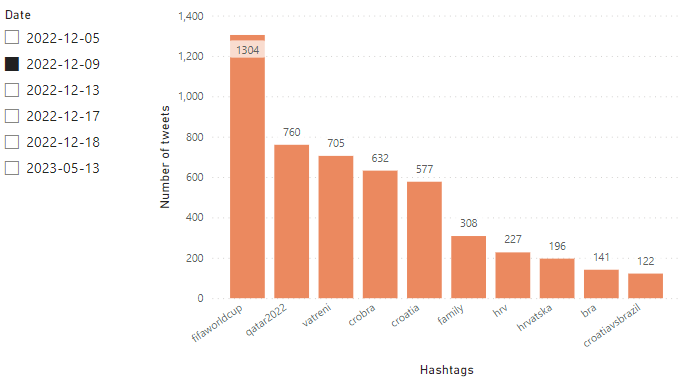 Date
2022-12-05
2022-12-09
2022-12-13
2022-12-17
2022-12-18
2023-05-13
Number of tweets
1,400
1,200
1,000
800
600
400
200
0
1304
760
705
632
577
308
227
196
141
122
fifaworldcup
qatar2022
vatreni
crobra
croatia
family
hrv
hrvatska
bra
croatiavsbrazil
Hashtags